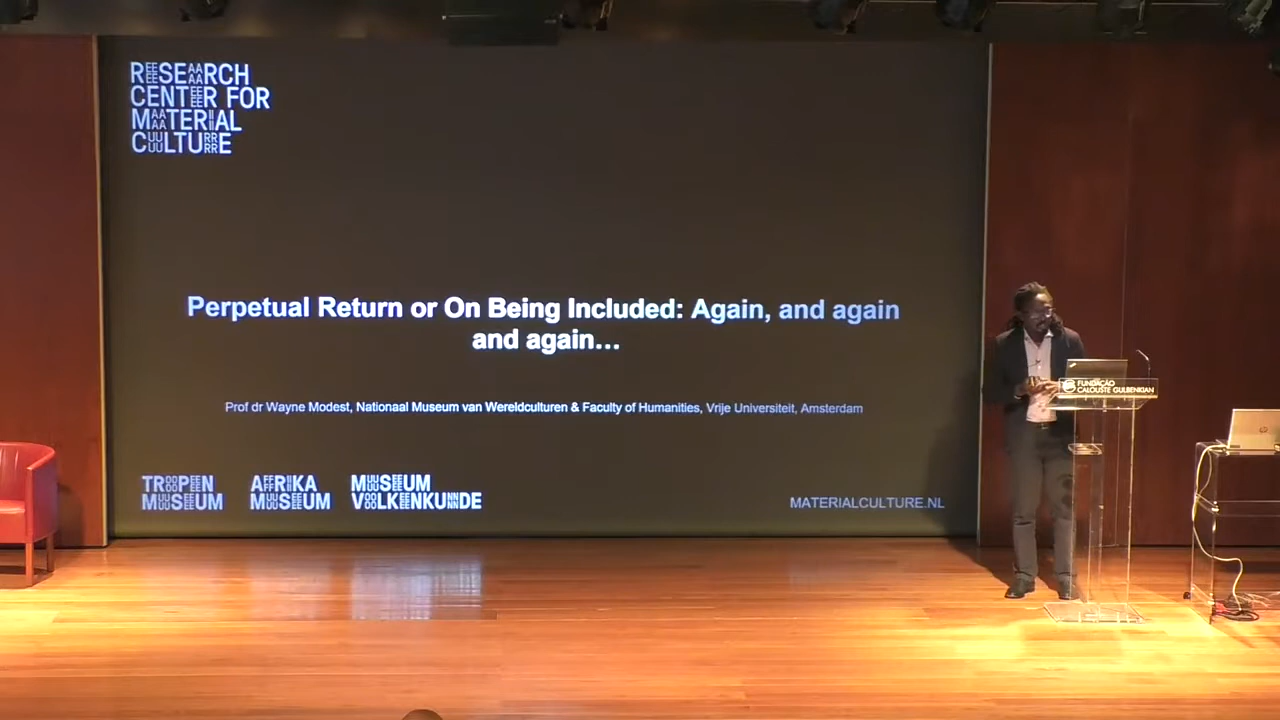 RESEARCH
CENTER FOR
MATERIAL
CULTURE
Perpetual Return or On Being Included: Again, and again
and again...
Prof dr Wayne Modest, Nationaal Museum van Wereldculturen & Faculty of Humanities, Vrije Universiteit, Amsterdam
TROPEN
MUSEUM
AFRIKA
MUSEUM
MUSEUM
VOLKENKUNDE
MATERIALCULTURE.NL
FUNDAÇÃO
CALOUSTE GULBENKIAN